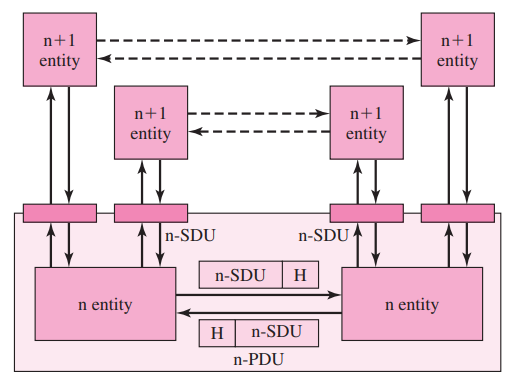 n+1
entity
n+1
entity
n+1
entity
n+1
entity
n-SDU
n-SDU
n-SDU H
n entity
n entity
H n-SDU
n-PDU